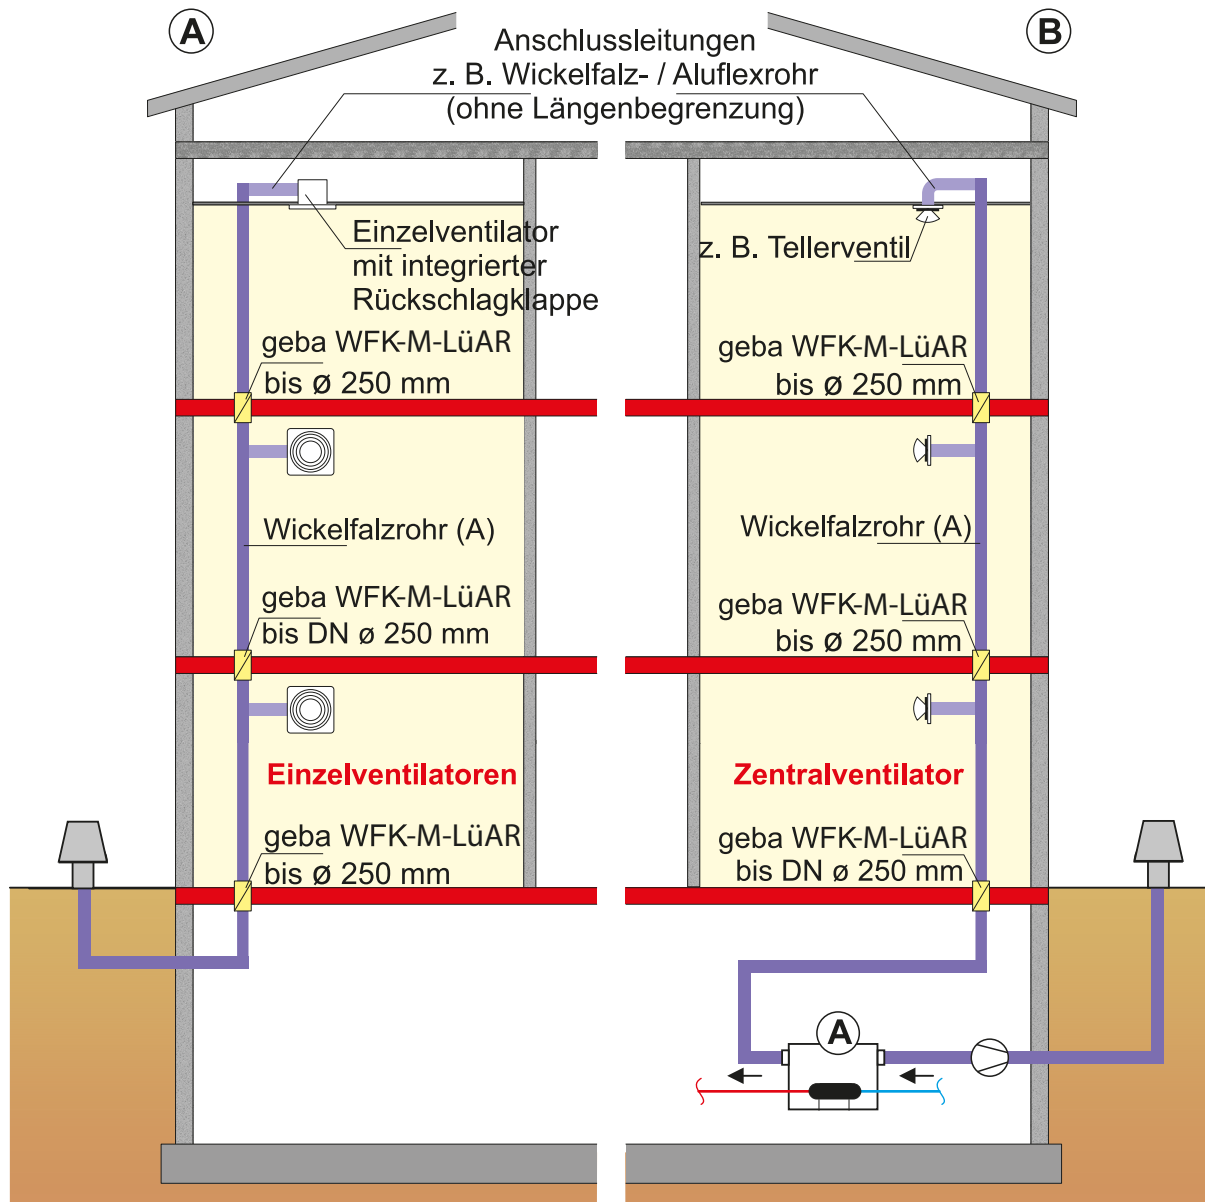 A
B
Anschlussleitungen
z. B. Wickelfalz- / Aluflexrohr
(ohne Längenbegrenzung)
Einzelventilator
mit integrierter
Rückschlagklappe
z. B. Tellerventil
geba WFK-M-LüAR
bis ø 250 mm
geba WFK-M-LüAR
bis ø 250 mm
Wickelfalzrohr (A)
Wickelfalzrohr (A)
geba WFK-M-LüAR
bis DN ø 250 mm
geba WFK-M-LüAR
bis ø 250 mm
Einzelventilatoren
Zentralventilator
geba WFK-M-LüAR
bis ø 250 mm
geba WFK-M-LüAR
bis DN ø 250 mm
A